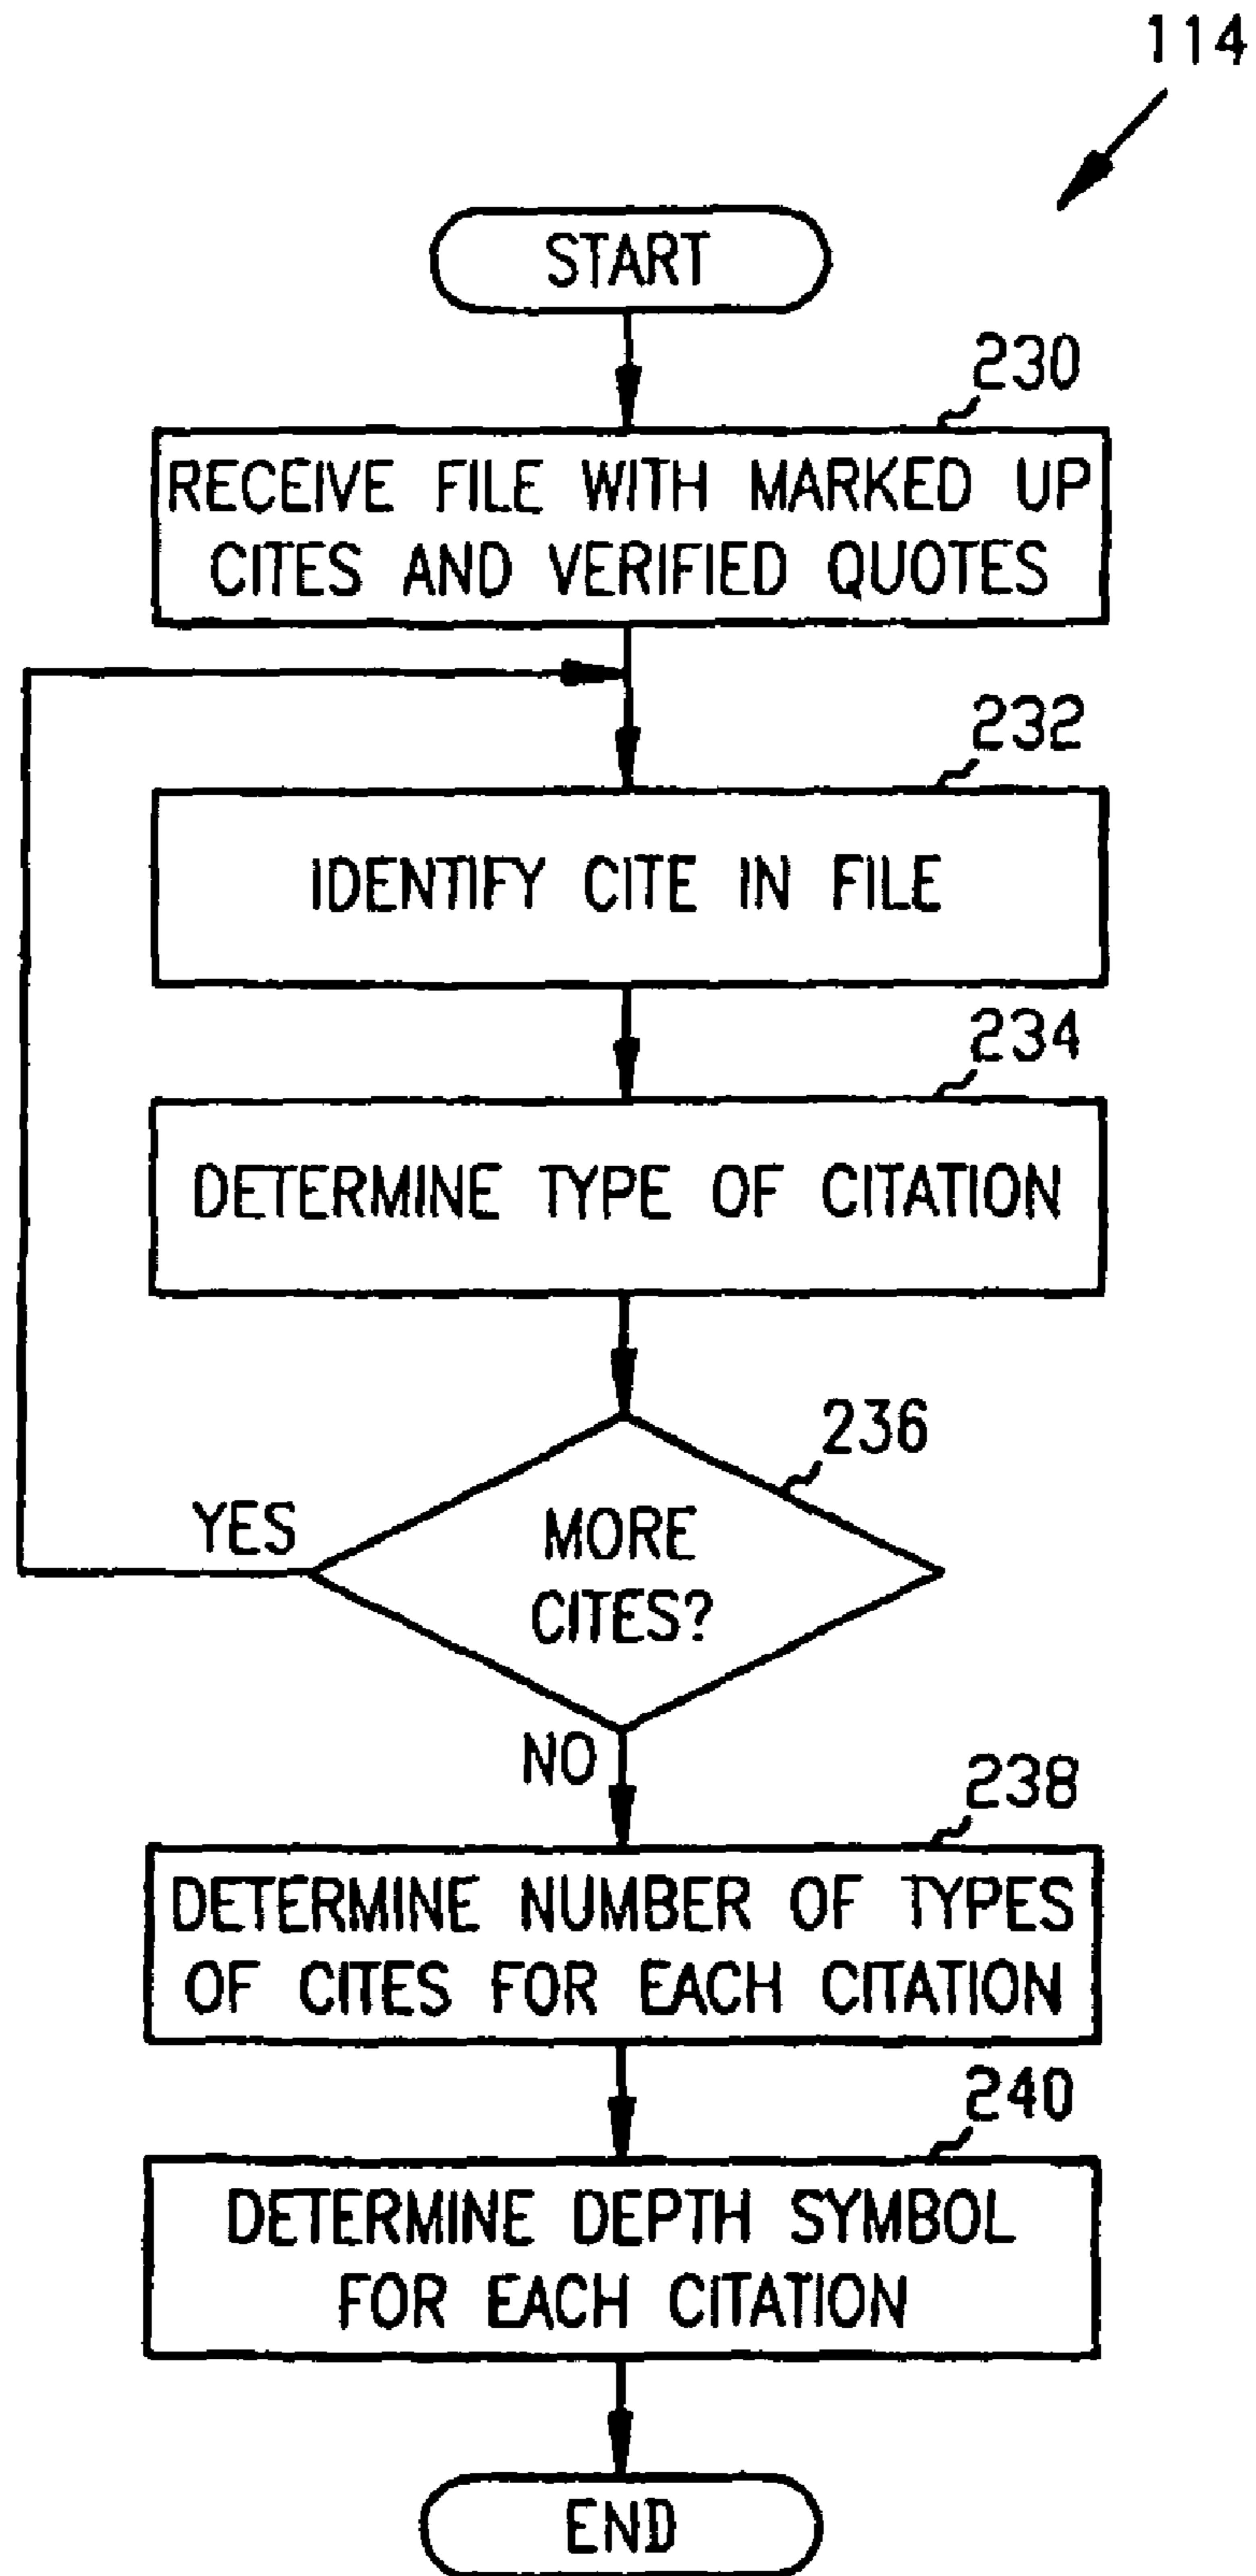 114
START
230
RECEIVE FILE WITH MARKED UP
CITES AND VERIFIED QUOTES
232
IDENTIFY CITE IN FILE
234
DETERMINE TYPE OF CITATION
236
YES
MORE
CITES?
NO
238
DETERMINE NUMBER OF TYPES
OF CITES FOR EACH CITATION
240
DETERMINE DEPTH SYMBOL
FOR EACH CITATION
END